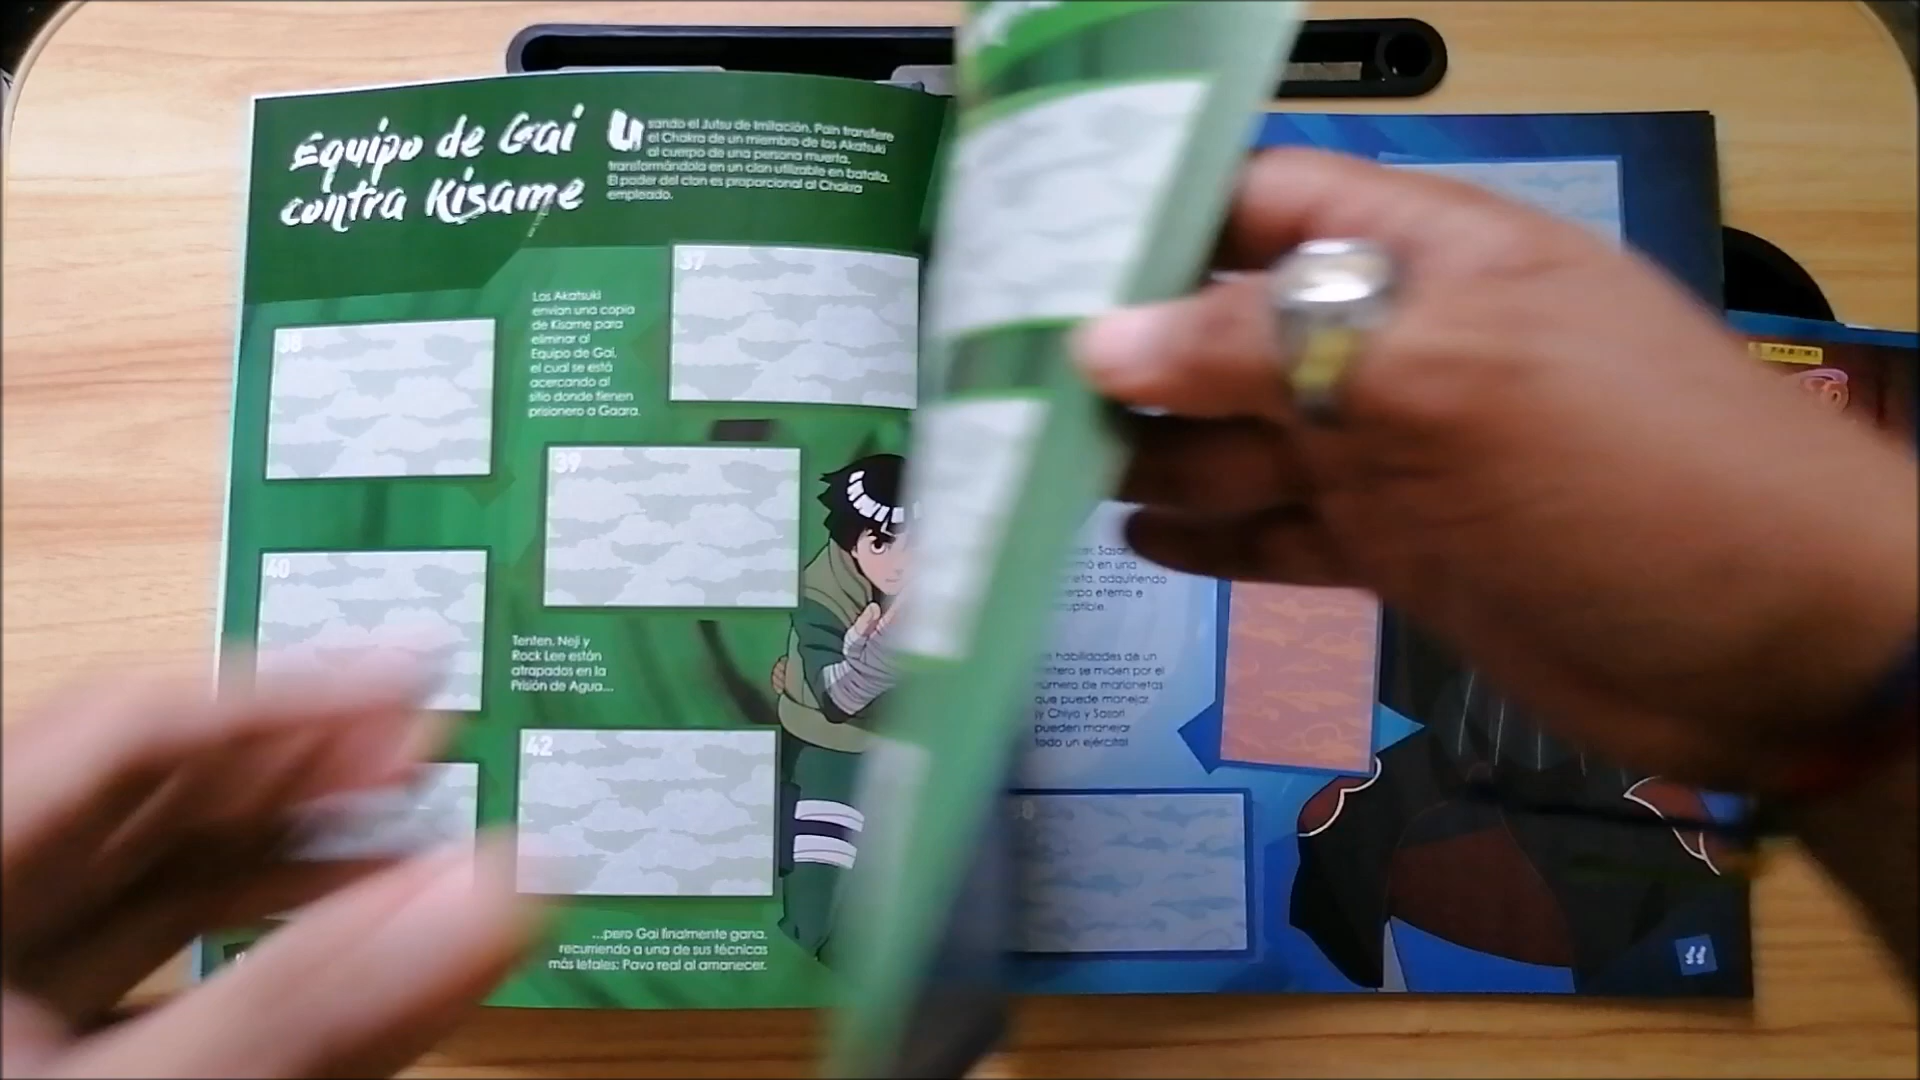 Equipo de Gai
contra Kisame
Usando el Jutsu de Imitación, Pain transfiere
el Chakra de un miembro de los Akatsuki
al cuerpo de una persona muerta,
transformándola en un clon utilizable en batalla.
El poder del clon es proporcional al Chakra
empleado.
37
38
Los Akatsuki
envían una copia
de Kisame para
eliminar al
Equipo de Gai,
el cual se está
acercando al
sitio donde tienen
prisionero a Gaara.
39
40
Tenten, Neji y
Rock Lee están
atrapados en la
Prisión de Agua...
42
...pero Gai finalmente gana,
recurriendo a una de sus técnicas
más letales: Pavo real al amanecer.
PANINI
Sasori
en una
adquiriendo
eterno e
habilidades de un
se miden por el
número de marionetas
que puede manejar
¡y Chiyo y Sasori
pueden manejar
todo un ejército!
11